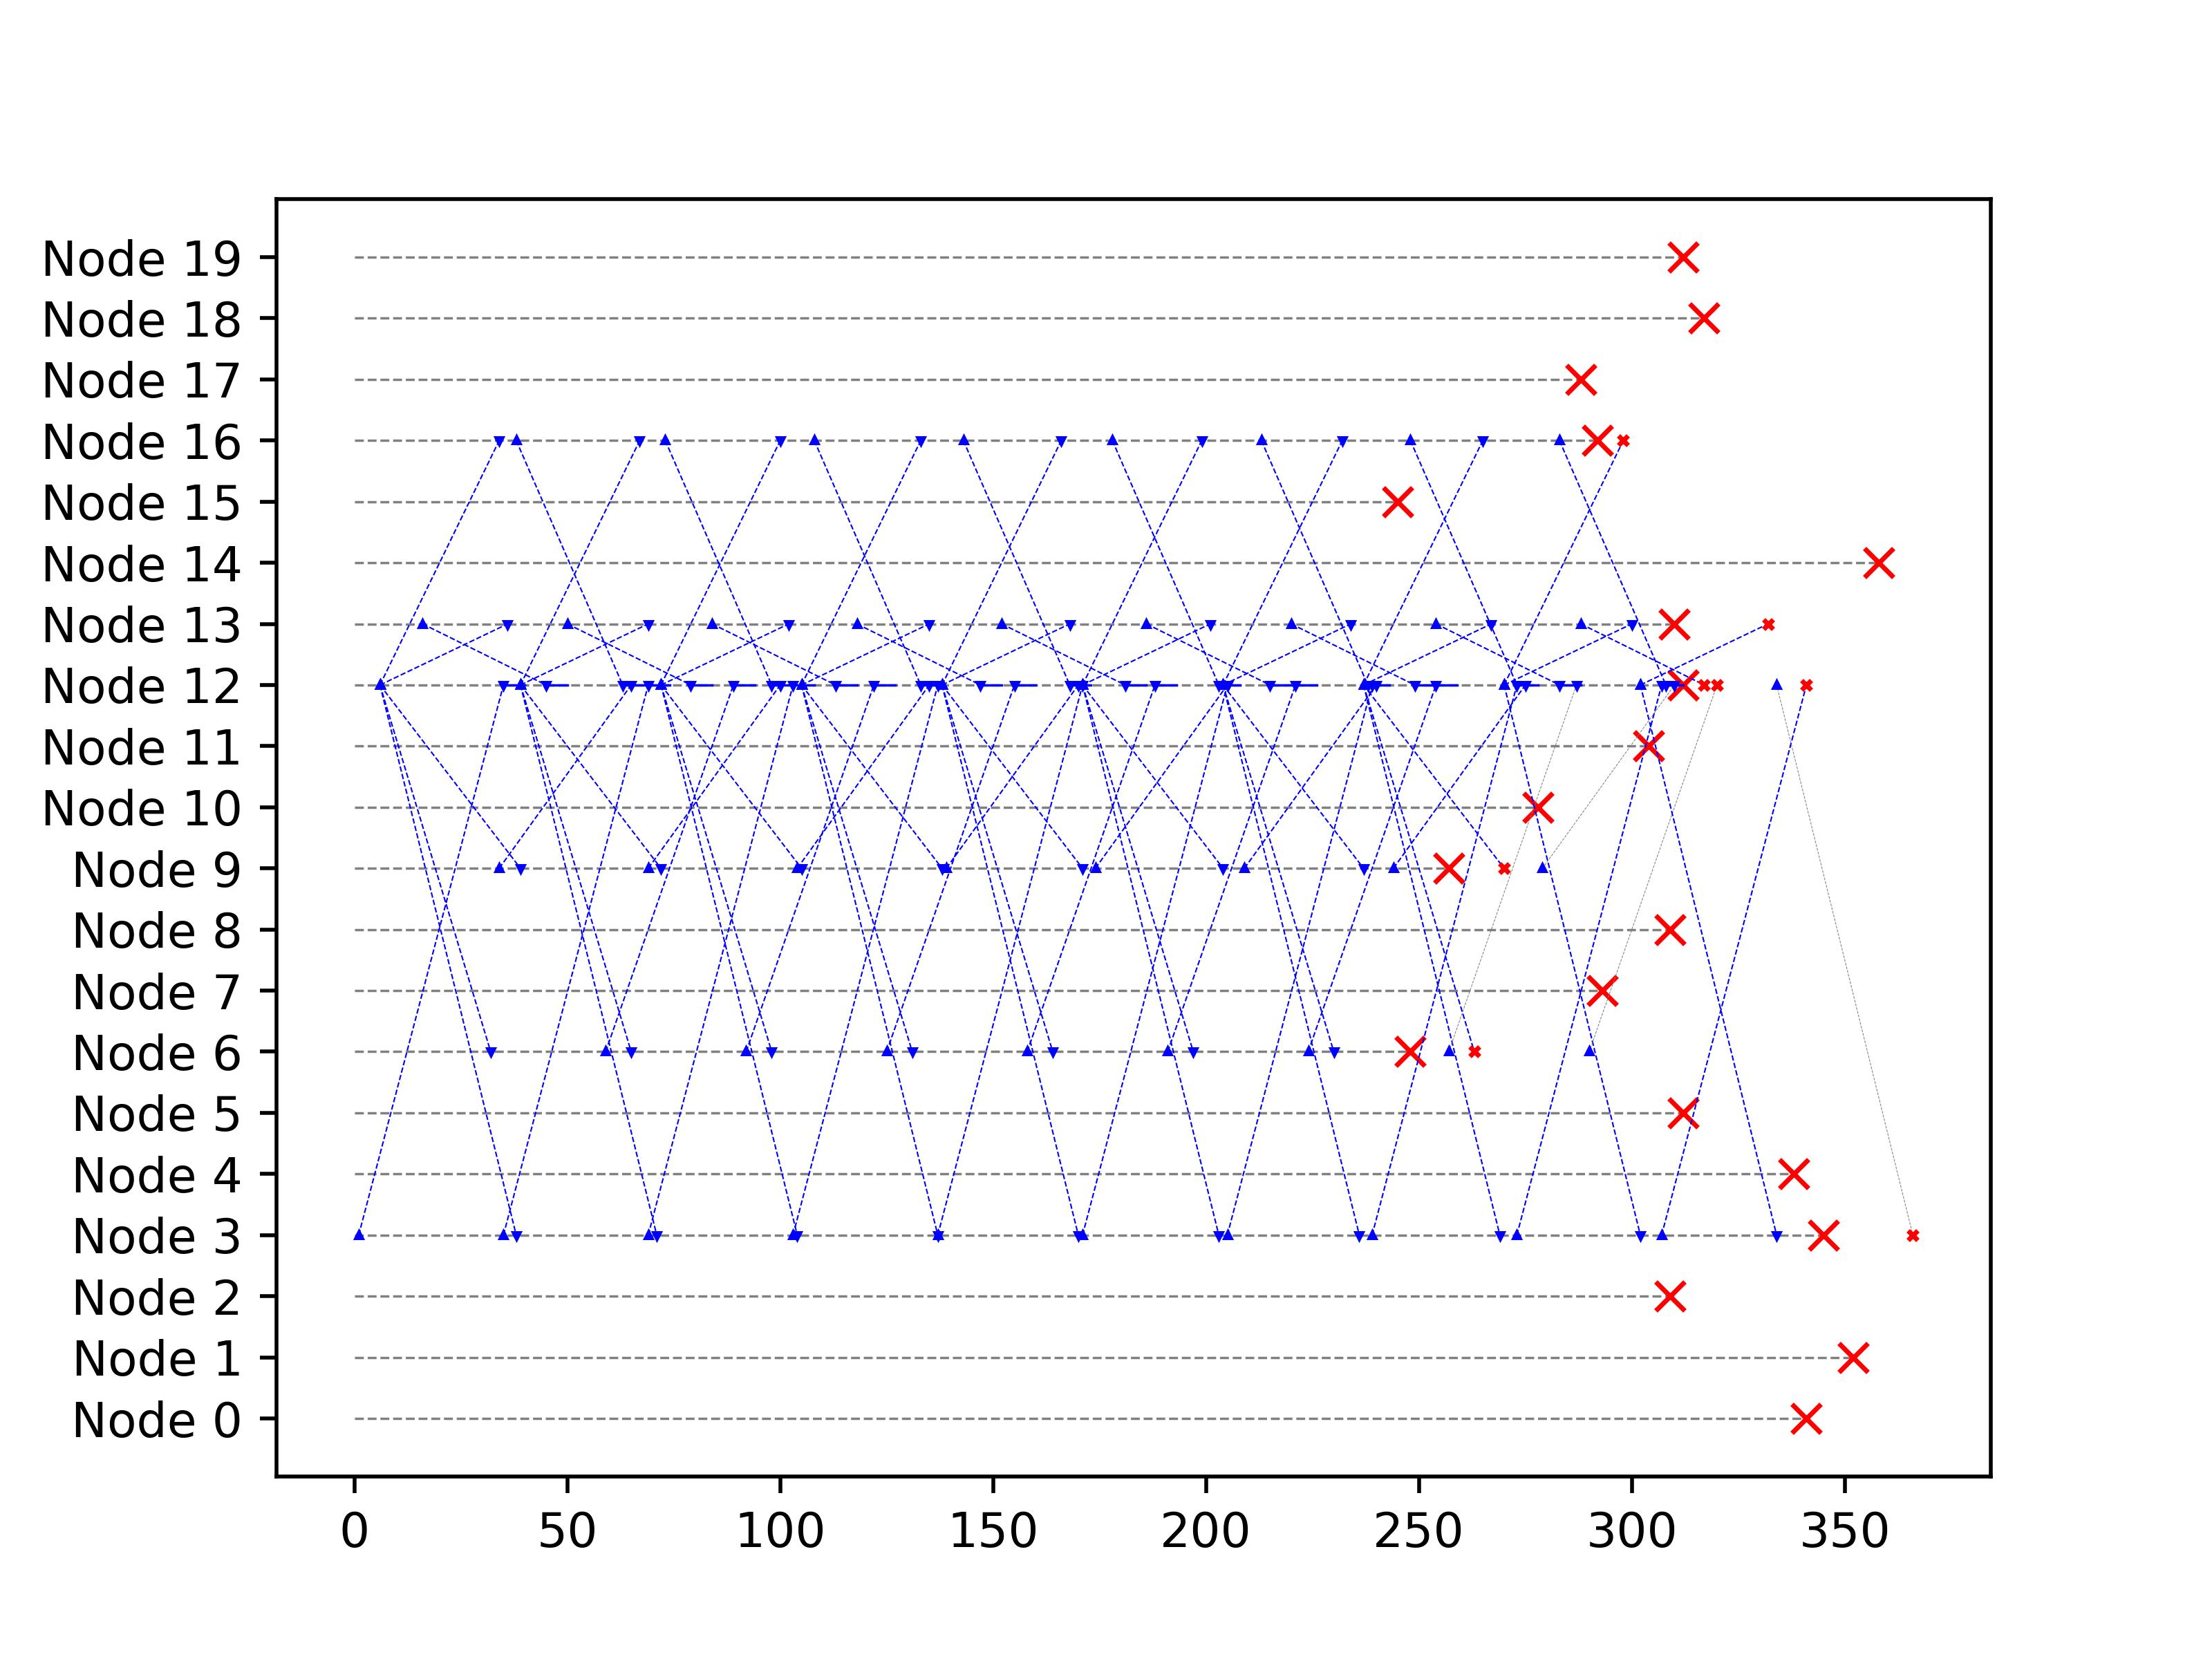 Node 19
Node 18
Node 17
Node 16
Node 15
Node 14
Node 13
Node 12
Node 11
Node 10
Node 9
Node 8
Node 7
Node 6
Node 5
Node 4
Node 3
Node 2
Node 1
Node 0
0 50 100 150 200 250 300 350